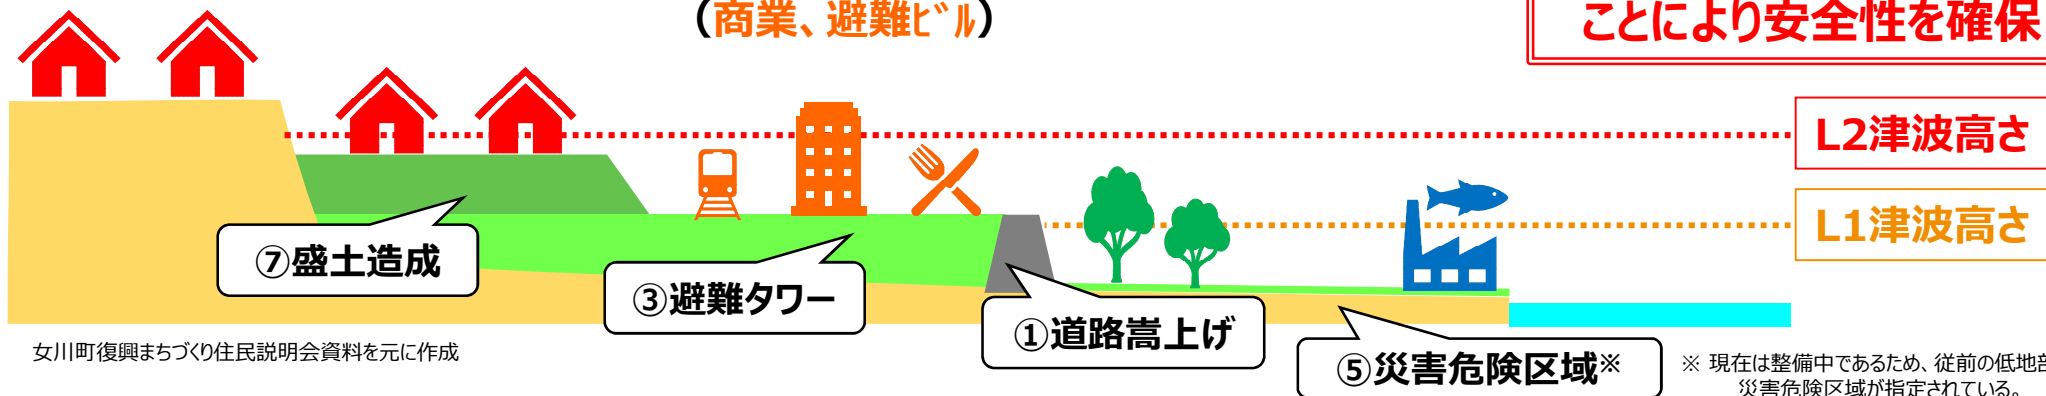 （商業、避難ビル）
ことにより安全性を確保
L2津波高さ
L1津波高さ
⑦盛土造成
③避難タワー
①道路嵩上げ
⑤災害危険区域※
女川町復興まちづくり住民説明会資料を元に作成
※ 現在は整備中であるため、従前の低地部
災害危険区域が指定されている。